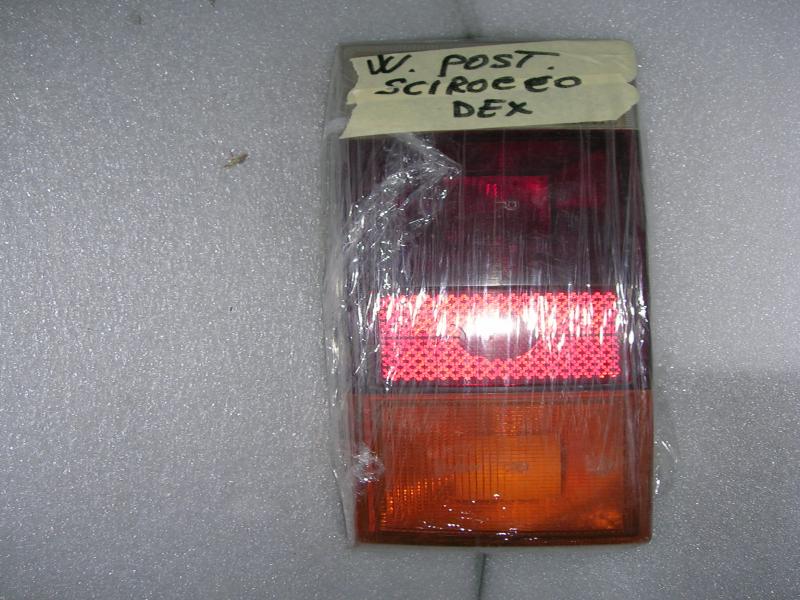 W. POST.
SCIROCCO
DEX